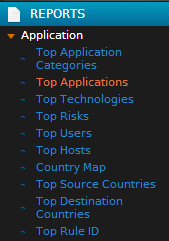 REPORTS
Application
Top Application
Categories
Top Applications
Top Technologies
Top Risks
Top Users
Top Hosts
Country Map
Top Source Countries
Top Destination
Countries
Top Rule ID